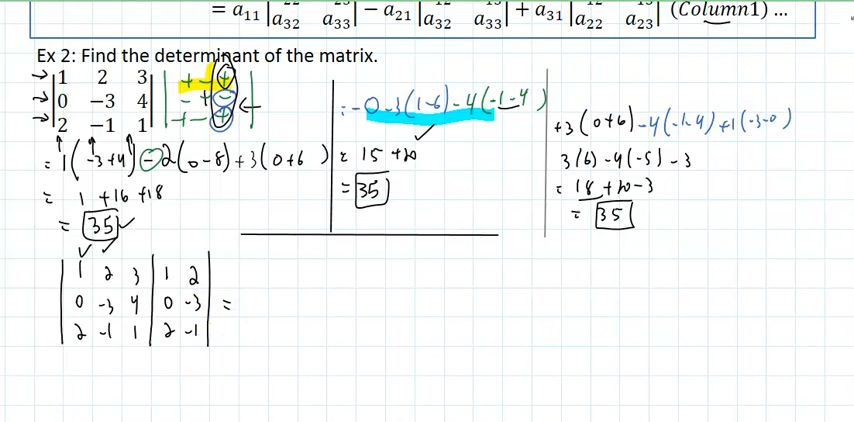 = a₁₁ |a₃₂ a₃₃| − a₂₁ |a₃₂ a₃₃| + a₃₁ |a₂₂ a₂₃| (Column1) ...
Ex 2: Find the determinant of the matrix.
→ |1 2 3| | + − + |
→ |0 −3 4| | − + − | ←
→ |2 −1 1| | + − + |
= 1(−3+4) − 2(0−8) + 3(0+6)
= 1 + 16 + 18
= 35 ✓
= −0 −3(1−6) −4(−1−4)
= 15 + 20
= 35
+3(0+6) −4(−1−4) +1(−3−0)
3(6) −4(−5) −3
= 18 + 20 − 3
= 35
| 1 2 3 | 1 2 |
| 0 −3 4 | 0 −3 | =
| 2 −1 1 | 2 −1 |